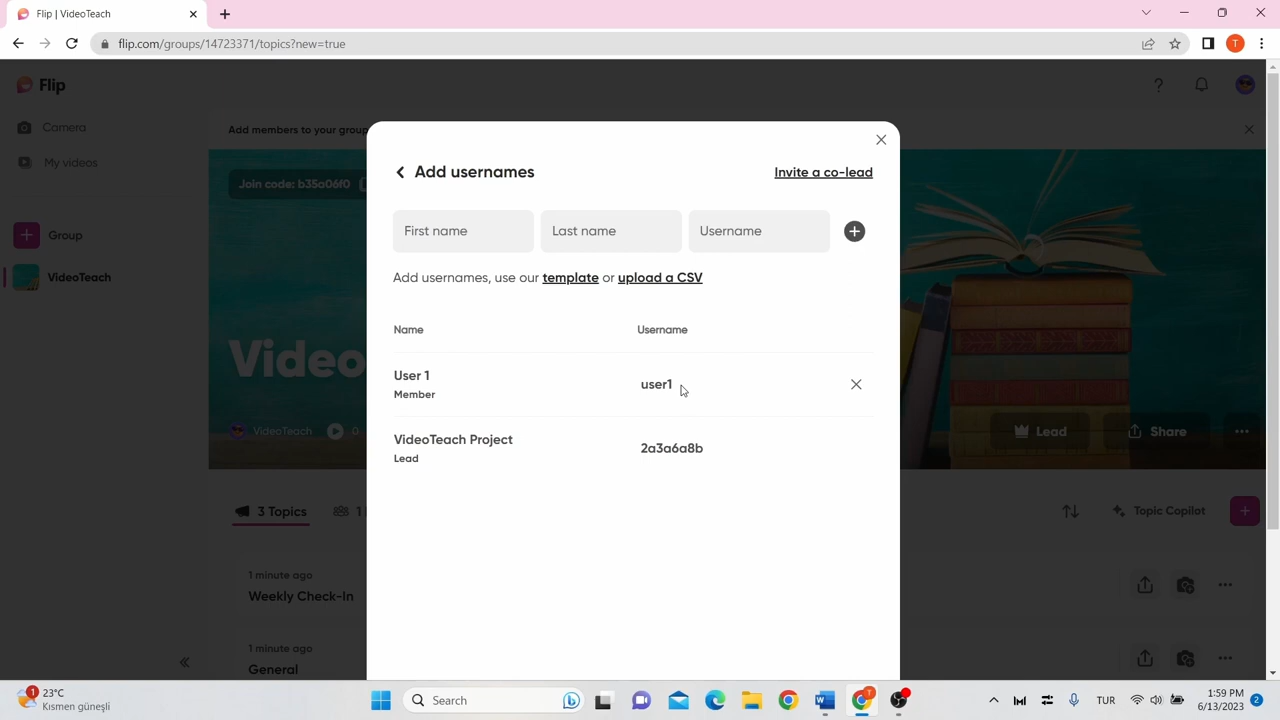 Flip | VideoTeach
flip.com/groups/14723371/topics?new=true
T
Flip
Camera
My videos
Group
VideoTeach
Add members to your group
Join code: b35a06f0
Video
VideoTeach
0
Lead
Share
3 Topics
1
Topic Copilot
1 minute ago
Weekly Check-In
1 minute ago
General
Add usernames
Invite a co-lead
First name
Last name
Username
Add usernames, use our template or upload a CSV
Name
Username
User 1
Member
user1
VideoTeach Project
Lead
2a3a6a8b
1
23°C
Kısmen güneşli
Search
T
TUR
1:59 PM
6/13/2023
2